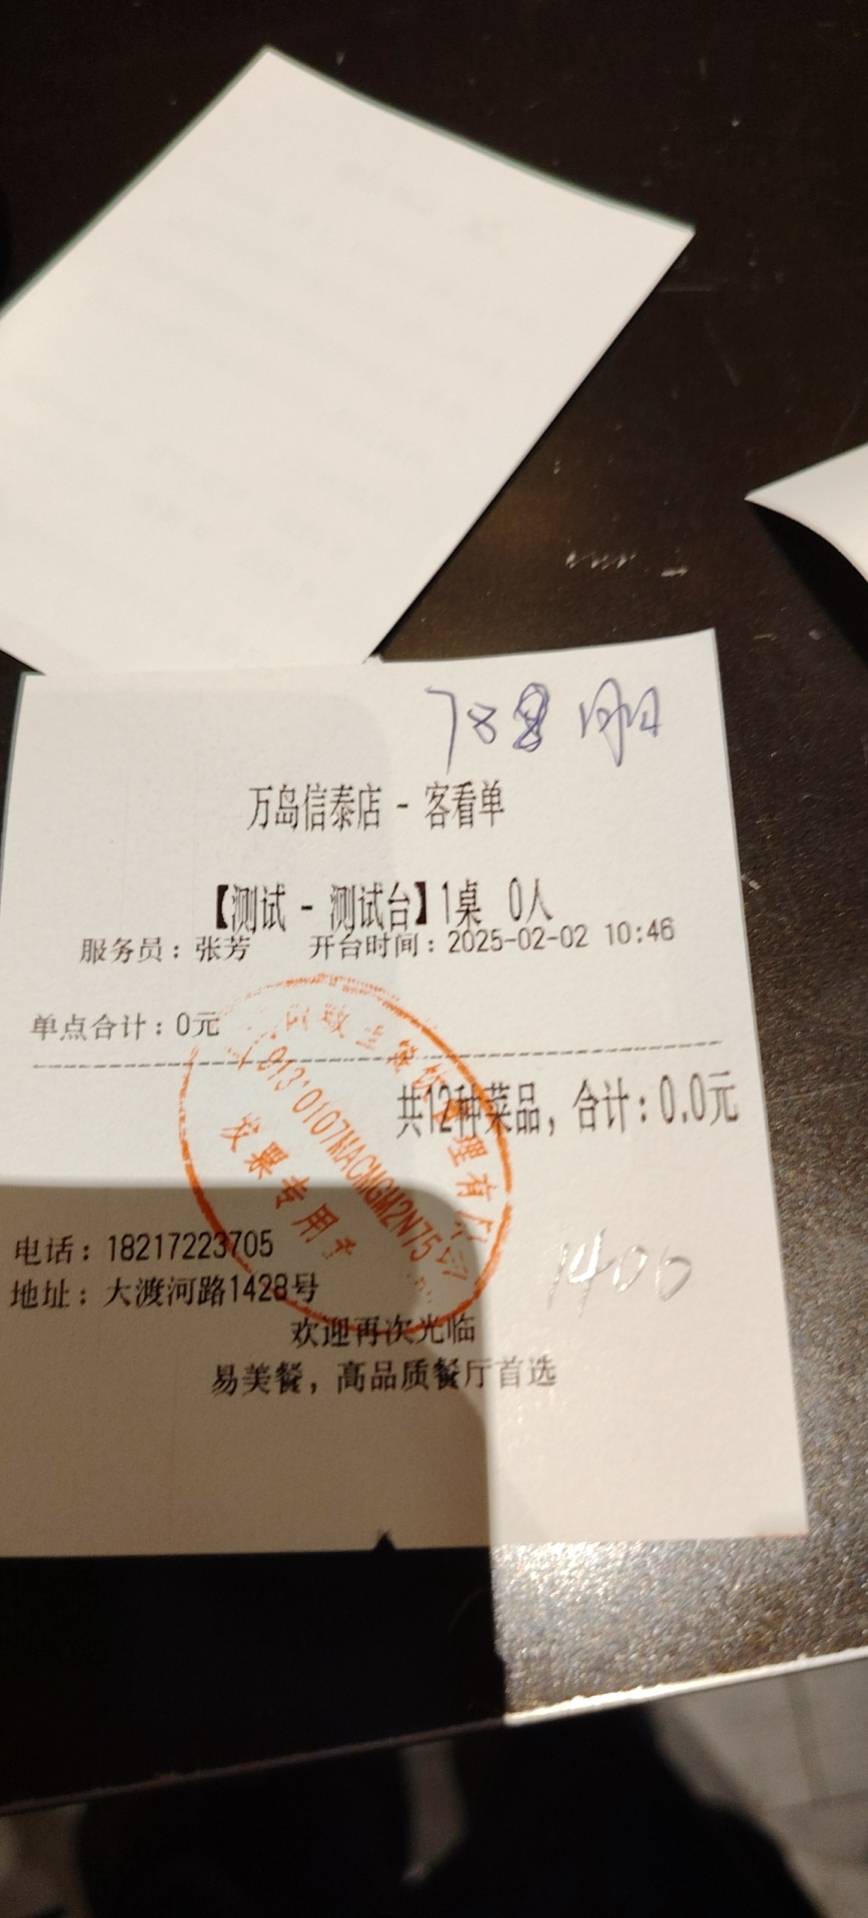 788
万岛信泰店 - 客看单
【测试 - 测试台】1桌 0人
服务员：张芳 开台时间：2025-02-02 10:46
单点合计：0元
共12种菜品，合计：0.0元
发票专用
电话：18217223705
1400
地址：大渡河路1428号
欢迎再次光临
易美餐，高品质餐厅首选